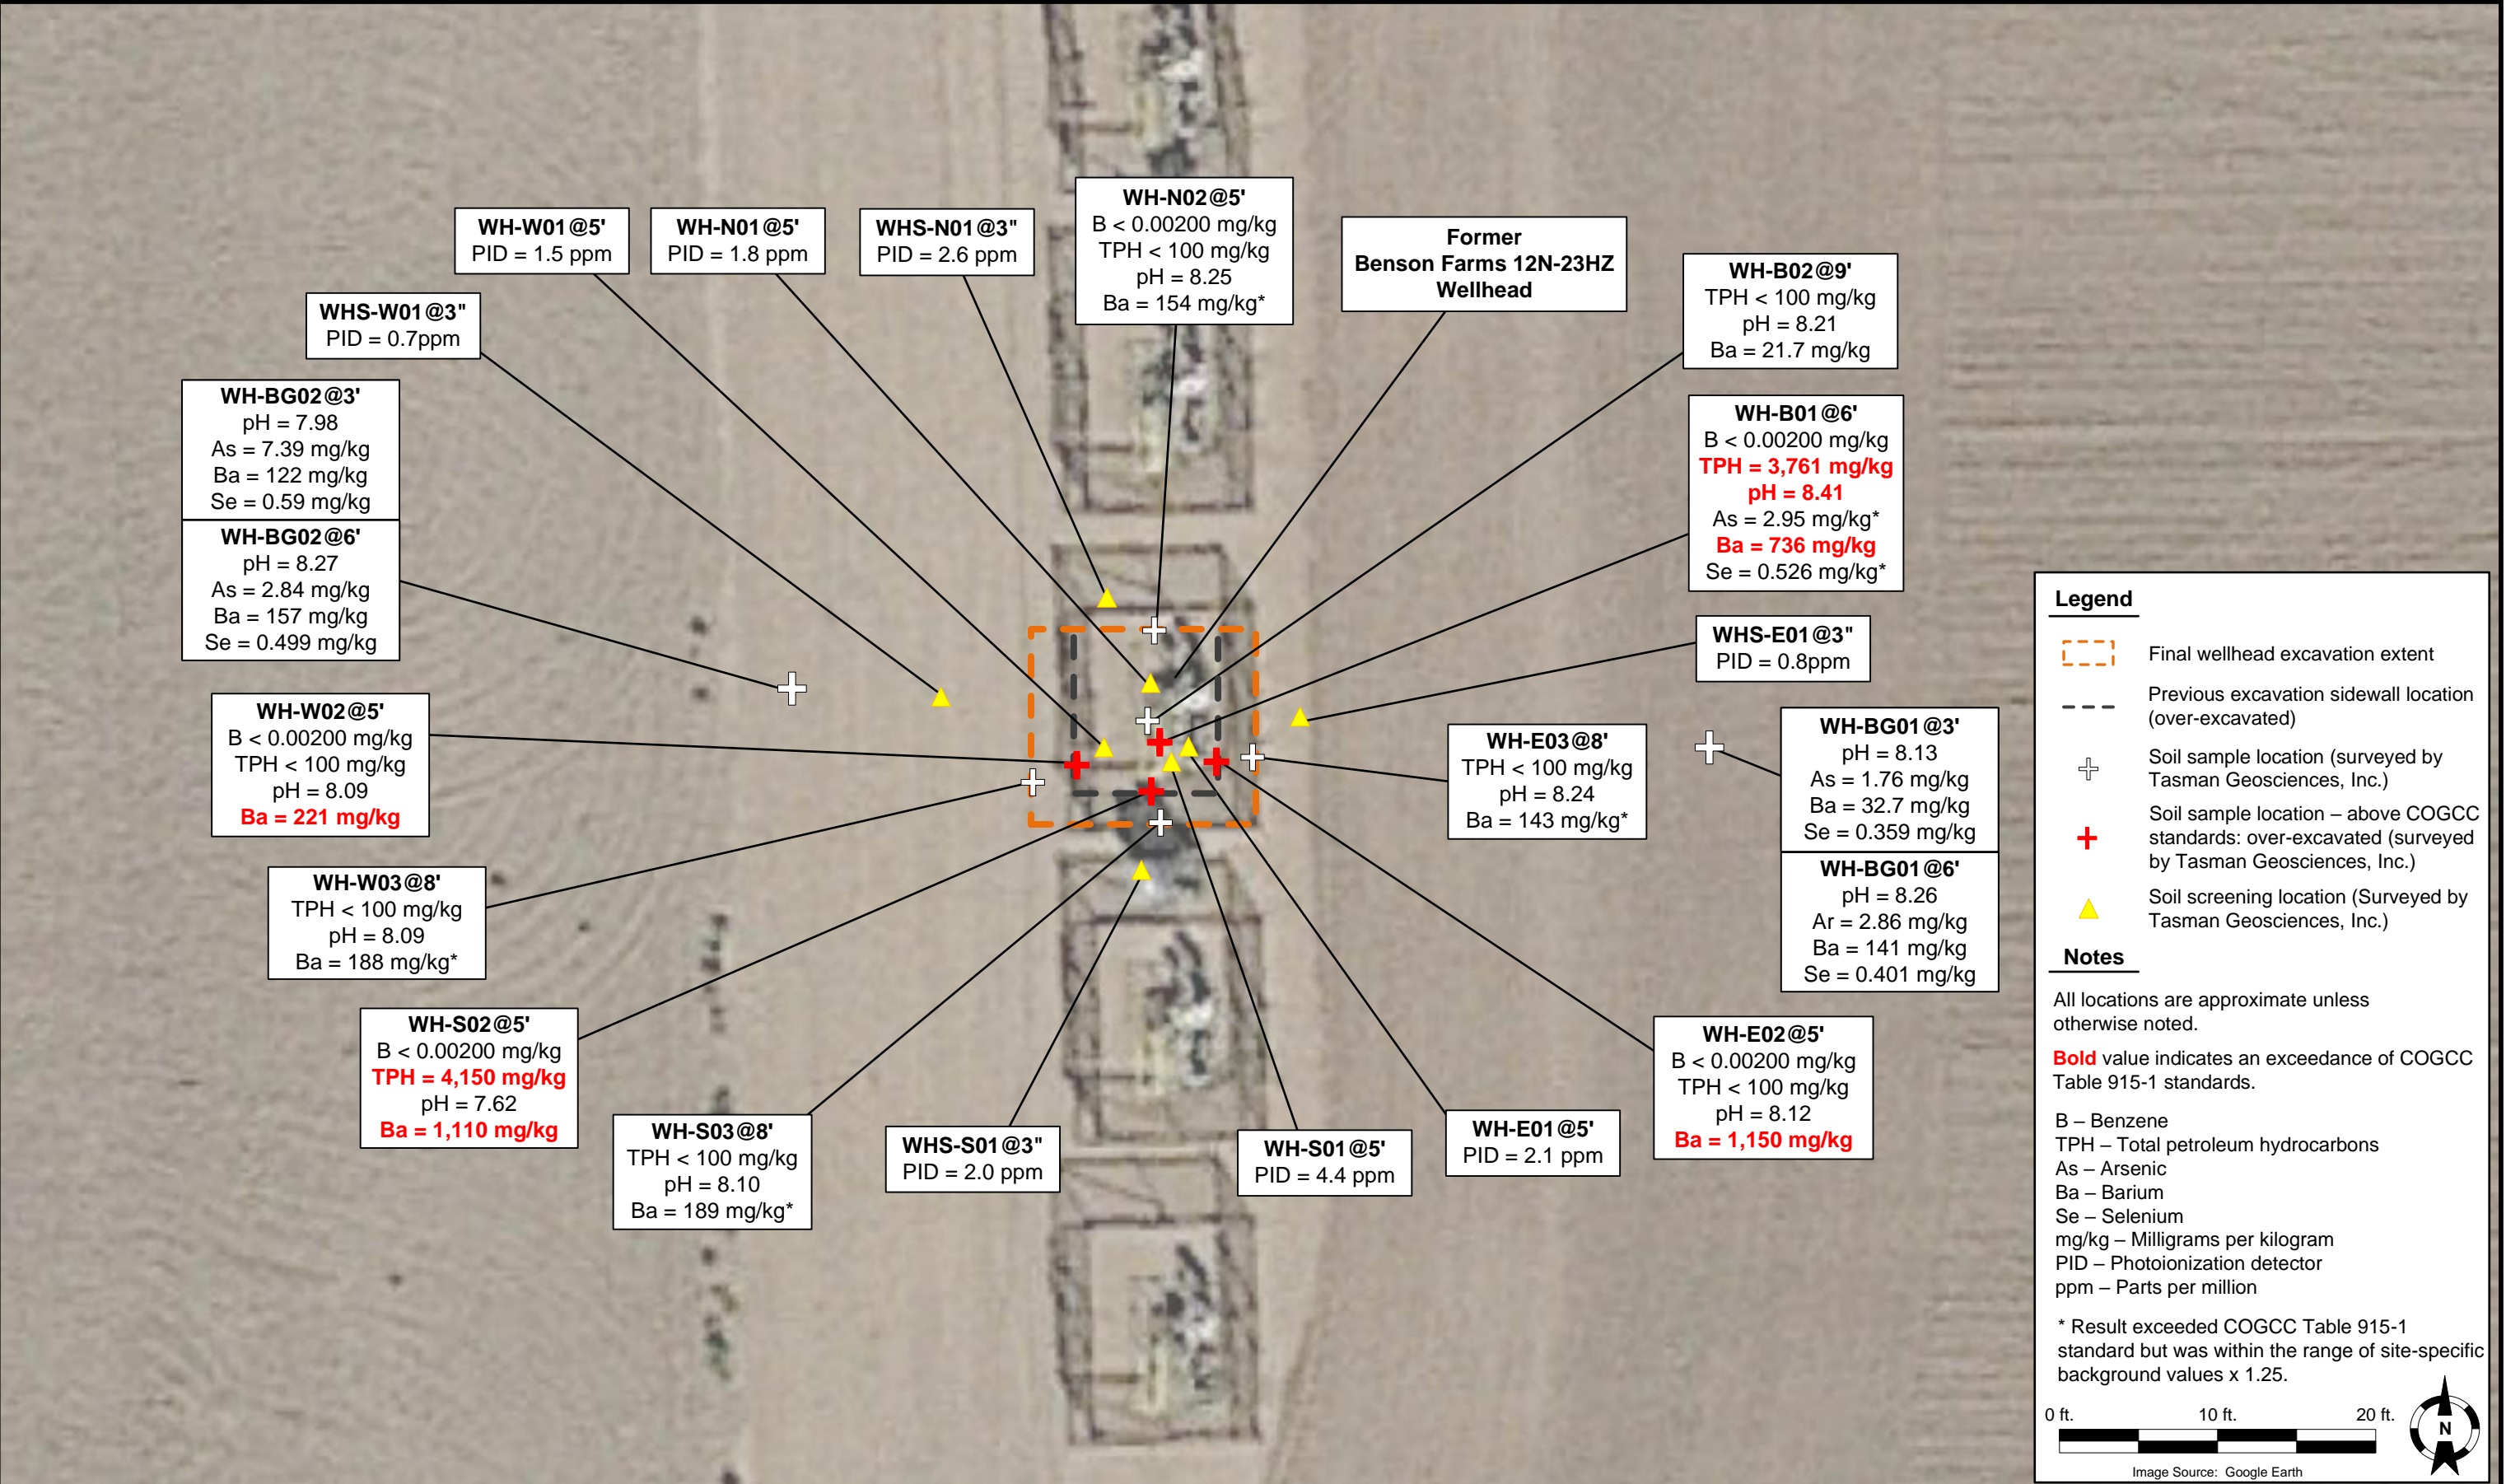 WH-N02@5'
B < 0.00200 mg/kg
TPH < 100 mg/kg
pH = 8.25
Ba = 154 mg/kg*
WH-W01@5'
PID = 1.5 ppm
WH-N01@5'
PID = 1.8 ppm
WHS-N01@3"
PID = 2.6 ppm
Former
Benson Farms 12N-23HZ
Wellhead
WH-B02@9'
TPH < 100 mg/kg
pH = 8.21
Ba = 21.7 mg/kg
WHS-W01@3"
PID = 0.7ppm
WH-BG02@3'
pH = 7.98
As = 7.39 mg/kg
Ba = 122 mg/kg
Se = 0.59 mg/kg
WH-BG02@6'
pH = 8.27
As = 2.84 mg/kg
Ba = 157 mg/kg
Se = 0.499 mg/kg
WH-B01@6'
B < 0.00200 mg/kg
TPH = 3,761 mg/kg
pH = 8.41
As = 2.95 mg/kg*
Ba = 736 mg/kg
Se = 0.526 mg/kg*
WHS-E01@3"
PID = 0.8ppm
WH-W02@5'
B < 0.00200 mg/kg
TPH < 100 mg/kg
pH = 8.09
Ba = 221 mg/kg
WH-E03@8'
TPH < 100 mg/kg
pH = 8.24
Ba = 143 mg/kg*
WH-BG01@3'
pH = 8.13
As = 1.76 mg/kg
Ba = 32.7 mg/kg
Se = 0.359 mg/kg
WH-BG01@6'
pH = 8.26
Ar = 2.86 mg/kg
Ba = 141 mg/kg
Se = 0.401 mg/kg
WH-W03@8'
TPH < 100 mg/kg
pH = 8.09
Ba = 188 mg/kg*
WH-S02@5'
B < 0.00200 mg/kg
TPH = 4,150 mg/kg
pH = 7.62
Ba = 1,110 mg/kg
WH-S03@8'
TPH < 100 mg/kg
pH = 8.10
Ba = 189 mg/kg*
WHS-S01@3"
PID = 2.0 ppm
WH-S01@5'
PID = 4.4 ppm
WH-E01@5'
PID = 2.1 ppm
WH-E02@5'
B < 0.00200 mg/kg
TPH < 100 mg/kg
pH = 8.12
Ba = 1,150 mg/kg
Legend
Final wellhead excavation extent
Previous excavation sidewall location
(over-excavated)
Soil sample location (surveyed by
Tasman Geosciences, Inc.)
Soil sample location – above COGCC
standards: over-excavated (surveyed
by Tasman Geosciences, Inc.)
Soil screening location (Surveyed by
Tasman Geosciences, Inc.)
Notes
All locations are approximate unless
otherwise noted.
Bold value indicates an exceedance of COGCC
Table 915-1 standards.
B – Benzene
TPH – Total petroleum hydrocarbons
As – Arsenic
Ba – Barium
Se – Selenium
mg/kg – Milligrams per kilogram
PID – Photoionization detector
ppm – Parts per million
* Result exceeded COGCC Table 915-1
standard but was within the range of site-specific
background values x 1.25.
0 ft. 10 ft. 20 ft.
N
Image Source: Google Earth